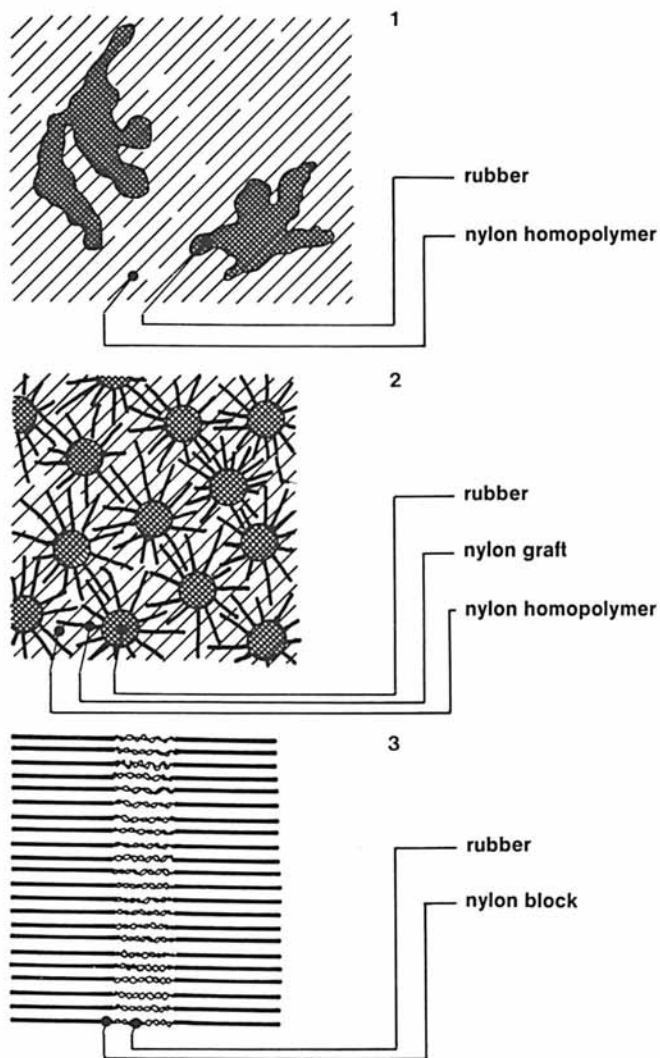 1
rubber
nylon homopolymer
2
rubber
nylon graft
nylon homopolymer
3
rubber
nylon block